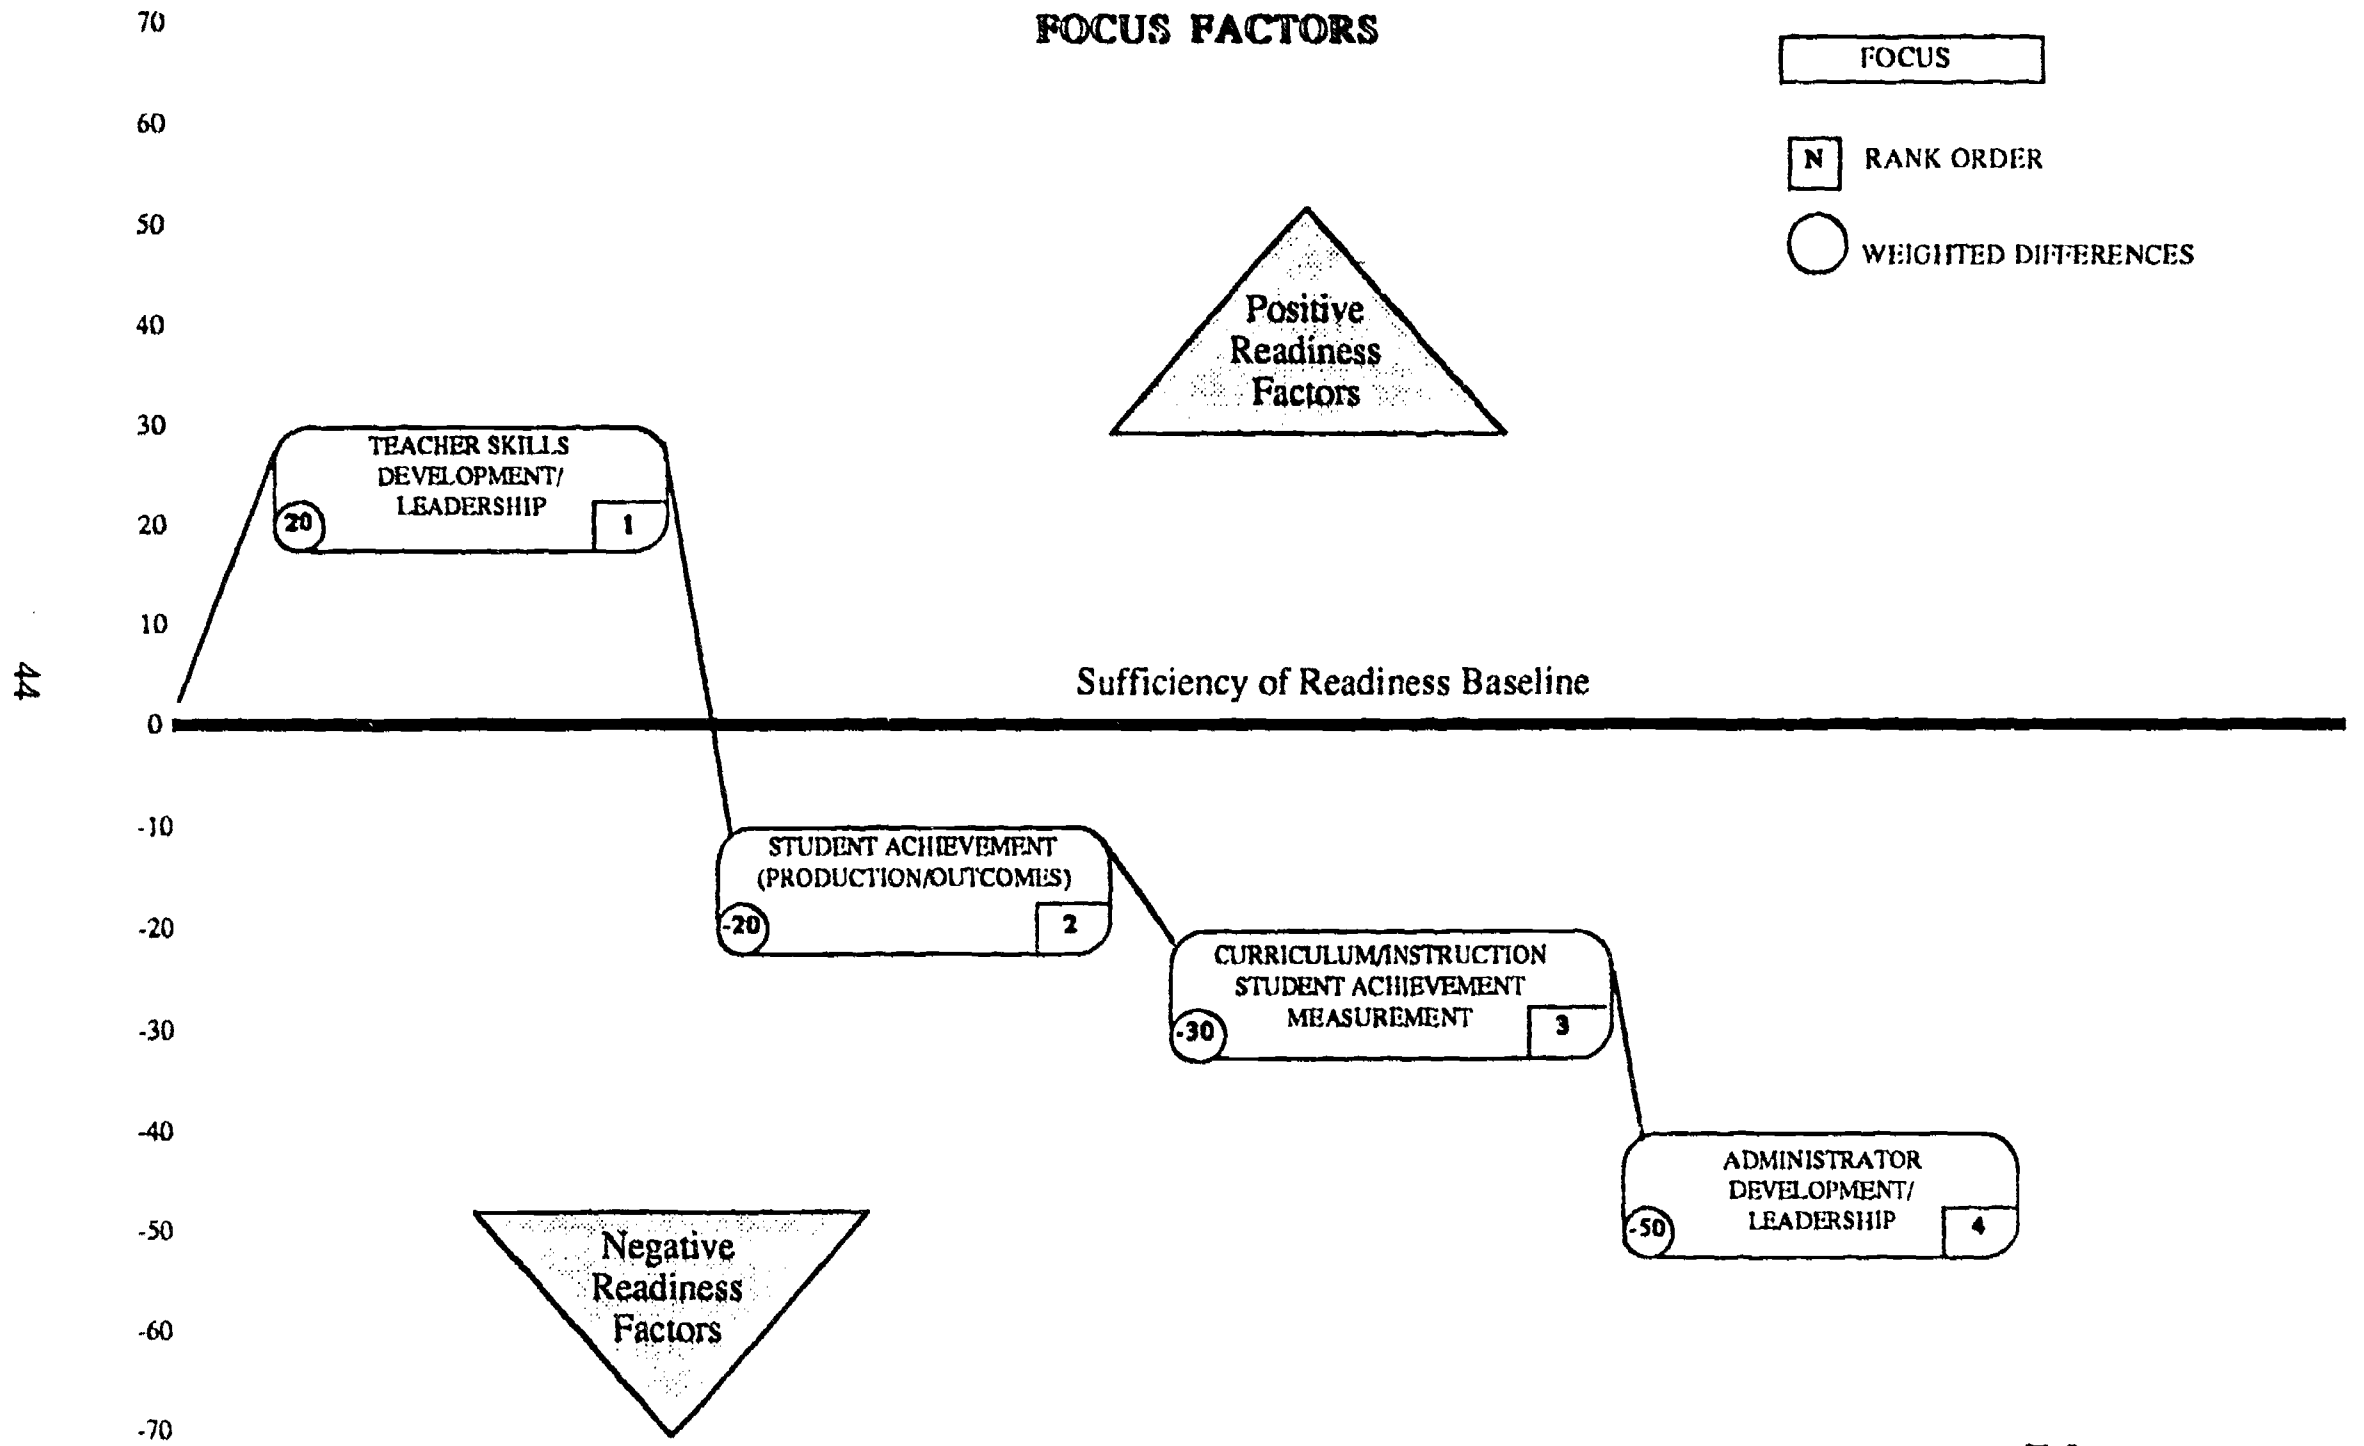 FOCUS FACTORS
FOCUS
N RANK ORDER
WEIGHTED DIFFERENCES
70
60
50
40
30
20
10
0
-10
-20
-30
-40
-50
-60
-70
Positive
Readiness
Factors
TEACHER SKILLS
DEVELOPMENT/
LEADERSHIP
20
1
44
Sufficiency of Readiness Baseline
STUDENT ACHIEVEMENT
(PRODUCTION/OUTCOMES)
-20
2
CURRICULUM/INSTRUCTION
STUDENT ACHIEVEMENT
MEASUREMENT
-30
3
ADMINISTRATOR
DEVELOPMENT/
LEADERSHIP
-50
4
Negative
Readiness
Factors